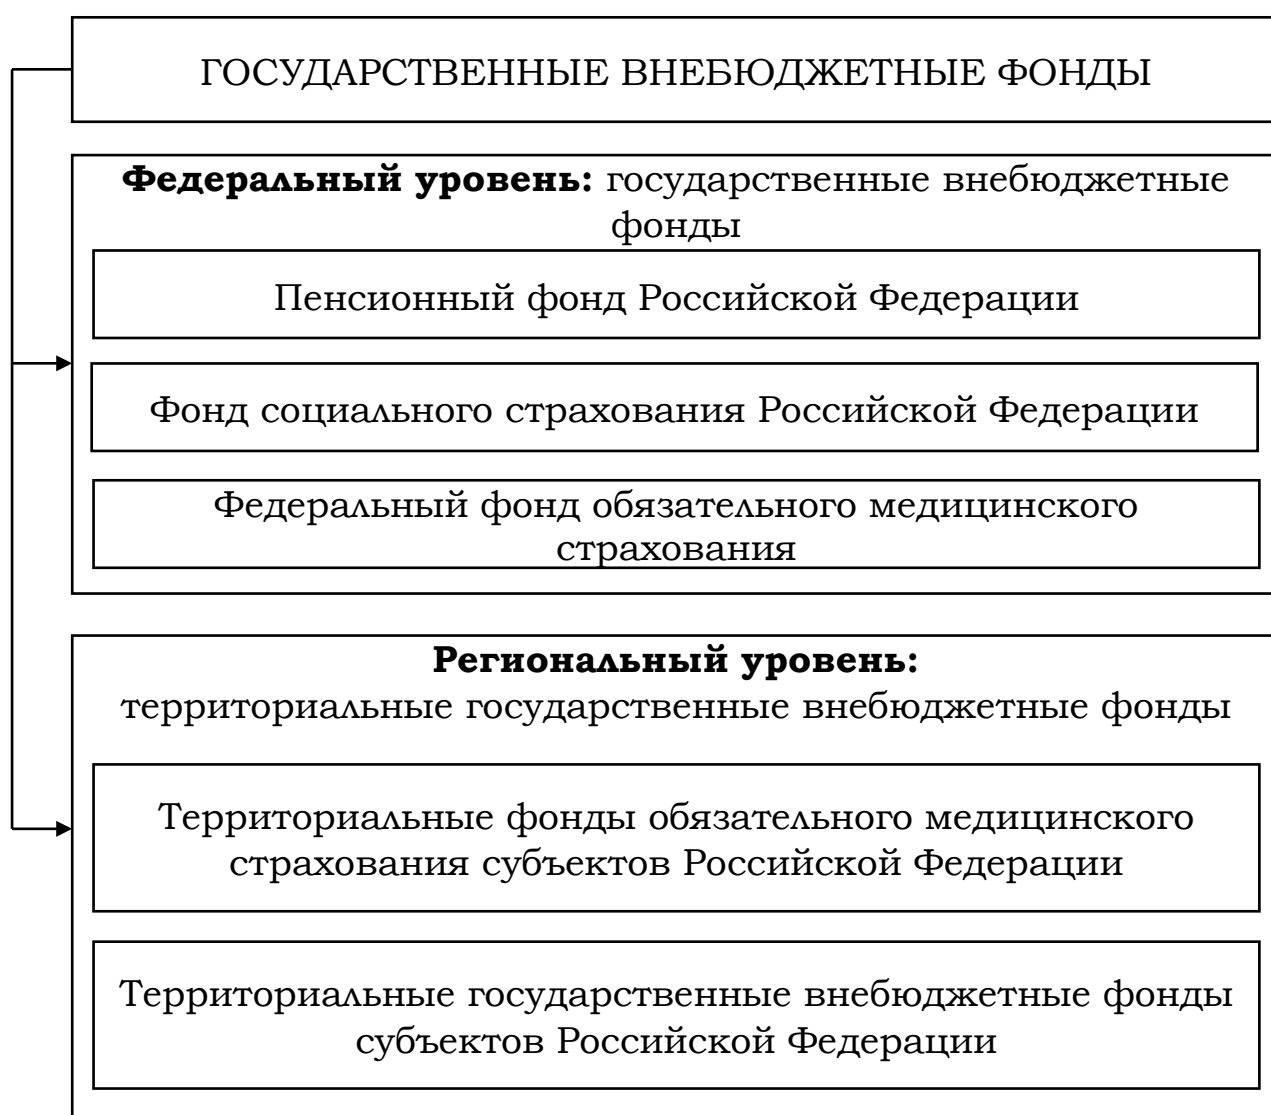 ГОСУДАРСТВЕННЫЕ ВНЕБЮДЖЕТНЫЕ ФОНДЫ
Федеральный уровень: государственные внебюджетные
фонды
Пенсионный фонд Российской Федерации
Фонд социального страхования Российской Федерации
Федеральный фонд обязательного медицинского
страхования
Региональный уровень:
территориальные государственные внебюджетные фонды
Территориальные фонды обязательного медицинского
страхования субъектов Российской Федерации
Территориальные государственные внебюджетные фонды
субъектов Российской Федерации